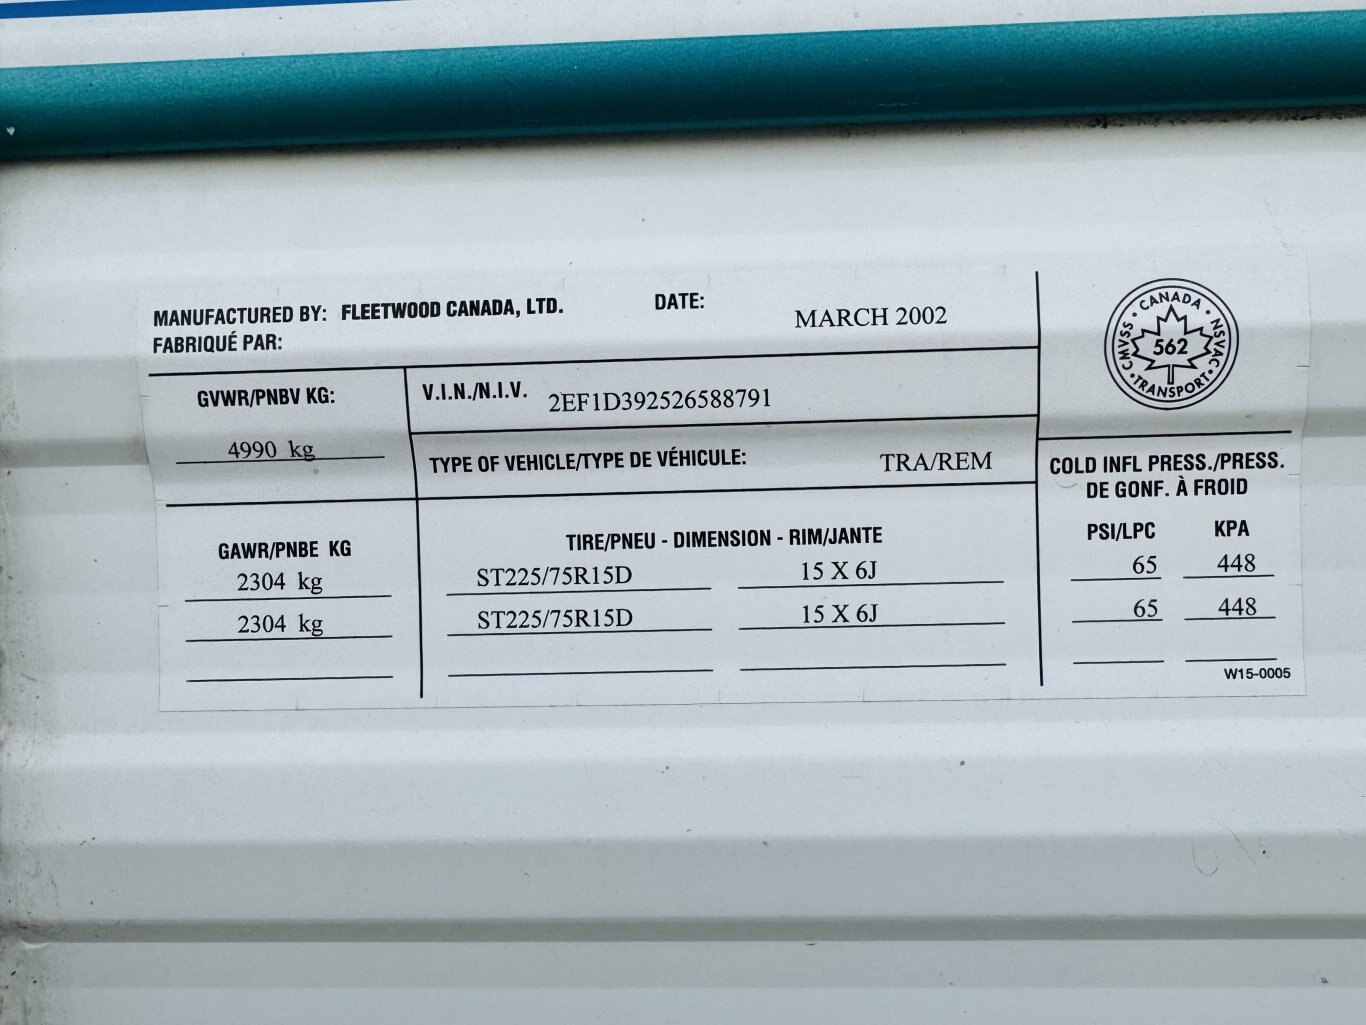 MANUFACTURED BY: FLEETWOOD CANADA, LTD. DATE: MARCH 2002
FABRIQUÉ PAR:
GVWR/PNBV KG:
4990 kg
V.I.N./N.I.V. 2EF1D392526588791
TYPE OF VEHICLE/TYPE DE VÉHICULE: TRA/REM
CANADA
CMVSS • NSVAC
562
TRANSPORT
COLD INFL PRESS./PRESS.
DE GONF. À FROID
GAWR/PNBE KG TIRE/PNEU - DIMENSION - RIM/JANTE PSI/LPC KPA
2304 kg ST225/75R15D 15 X 6J 65 448
2304 kg ST225/75R15D 15 X 6J 65 448
W15-0005